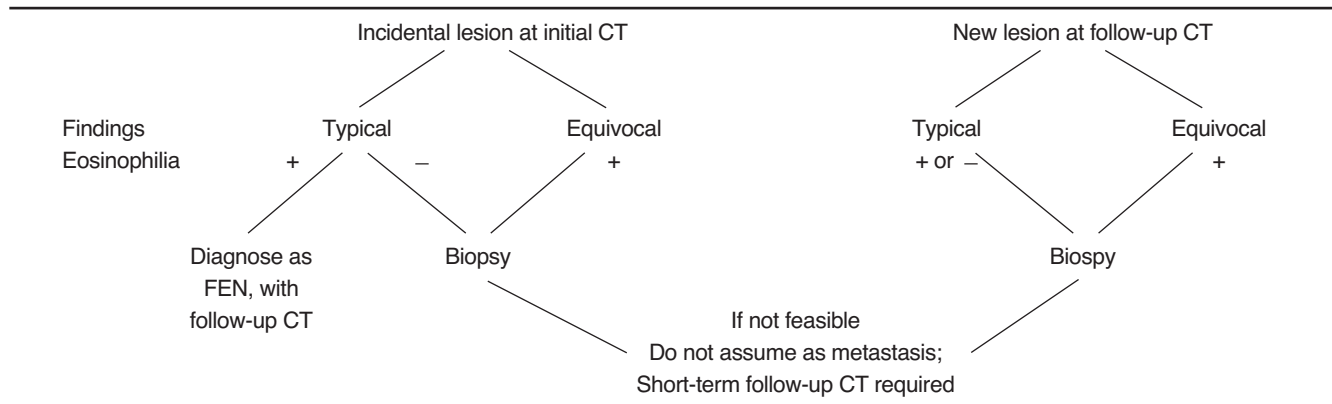 Incidental lesion at initial CT New lesion at follow-up CT
Findings Typical Equivocal Typical Equivocal
Eosinophilia + − + + or − +
Diagnose as Biopsy Biospy
FEN, with
follow-up CT If not feasible
Do not assume as metastasis;
Short-term follow-up CT required